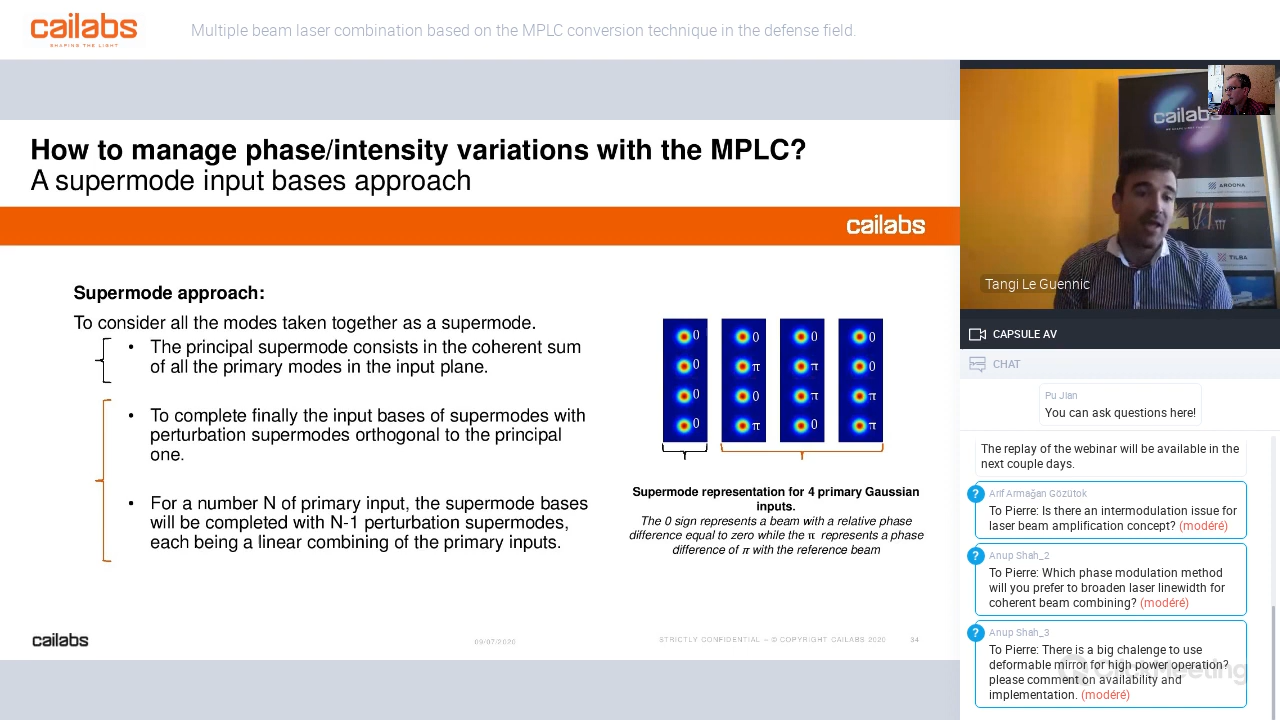 cailabs
SHAPING THE LIGHT
Multiple beam laser combination based on the MPLC conversion technique in the defense field.
How to manage phase/intensity variations with the MPLC?
A supermode input bases approach
cailabs
Supermode approach:
To consider all the modes taken together as a supermode.
• The principal supermode consists in the coherent sum
of all the primary modes in the input plane.
• To complete finally the input bases of supermodes with
perturbation supermodes orthogonal to the principal
one.
• For a number N of primary input, the supermode bases
will be completed with N-1 perturbation supermodes,
each being a linear combining of the primary inputs.
0 0 0 0
0 π π 0
0 0 π π
0 π 0 π
Supermode representation for 4 primary Gaussian
inputs.
The 0 sign represents a beam with a relative phase
difference equal to zero while the π represents a phase
difference of π with the reference beam
cailabs
09/07/2020
STRICTLY CONFIDENTIAL – © COPYRIGHT CAILABS 2020
34
cailabs
AROONA
TILBA
Tangi Le Guennic
CAPSULE AV
CHAT
Pu Jian
You can ask questions here!
The replay of the webinar will be available in the
next couple days.
?
Arif Armağan Gözütok
To Pierre: Is there an intermodulation issue for
laser beam amplification concept? (modéré)
?
Anup Shah_2
To Pierre: Which phase modulation method
will you prefer to broaden laser linewidth for
coherent beam combining? (modéré)
?
Anup Shah_3
To Pierre: There is a big chalenge to use
deformable mirror for high power operation?
please comment on availability and
implementation. (modéré)
ClickMeeting